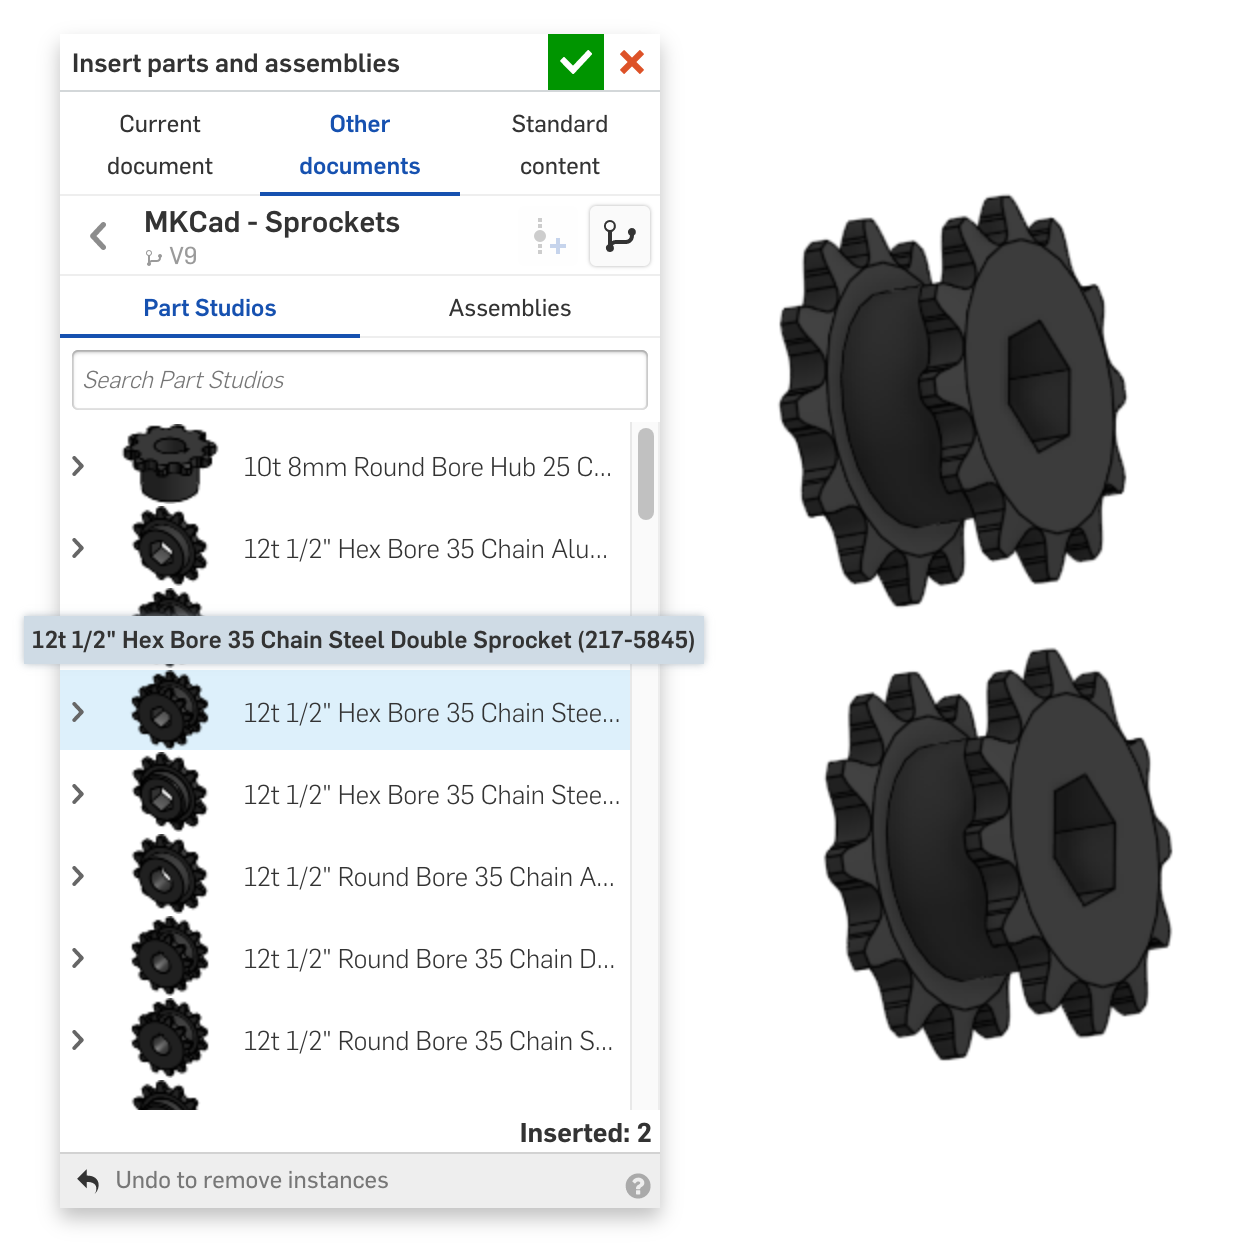 Insert parts and assemblies
Current document
Other documents
Standard content
MKCad - Sprockets
V9
Part Studios
Assemblies
Search Part Studios
10t 8mm Round Bore Hub 25 C...
12t 1/2" Hex Bore 35 Chain Alu...
12t 1/2" Hex Bore 35 Chain Steel Double Sprocket (217-5845)
12t 1/2" Hex Bore 35 Chain Stee...
12t 1/2" Hex Bore 35 Chain Stee...
12t 1/2" Round Bore 35 Chain A...
12t 1/2" Round Bore 35 Chain D...
12t 1/2" Round Bore 35 Chain S...
Inserted: 2
Undo to remove instances